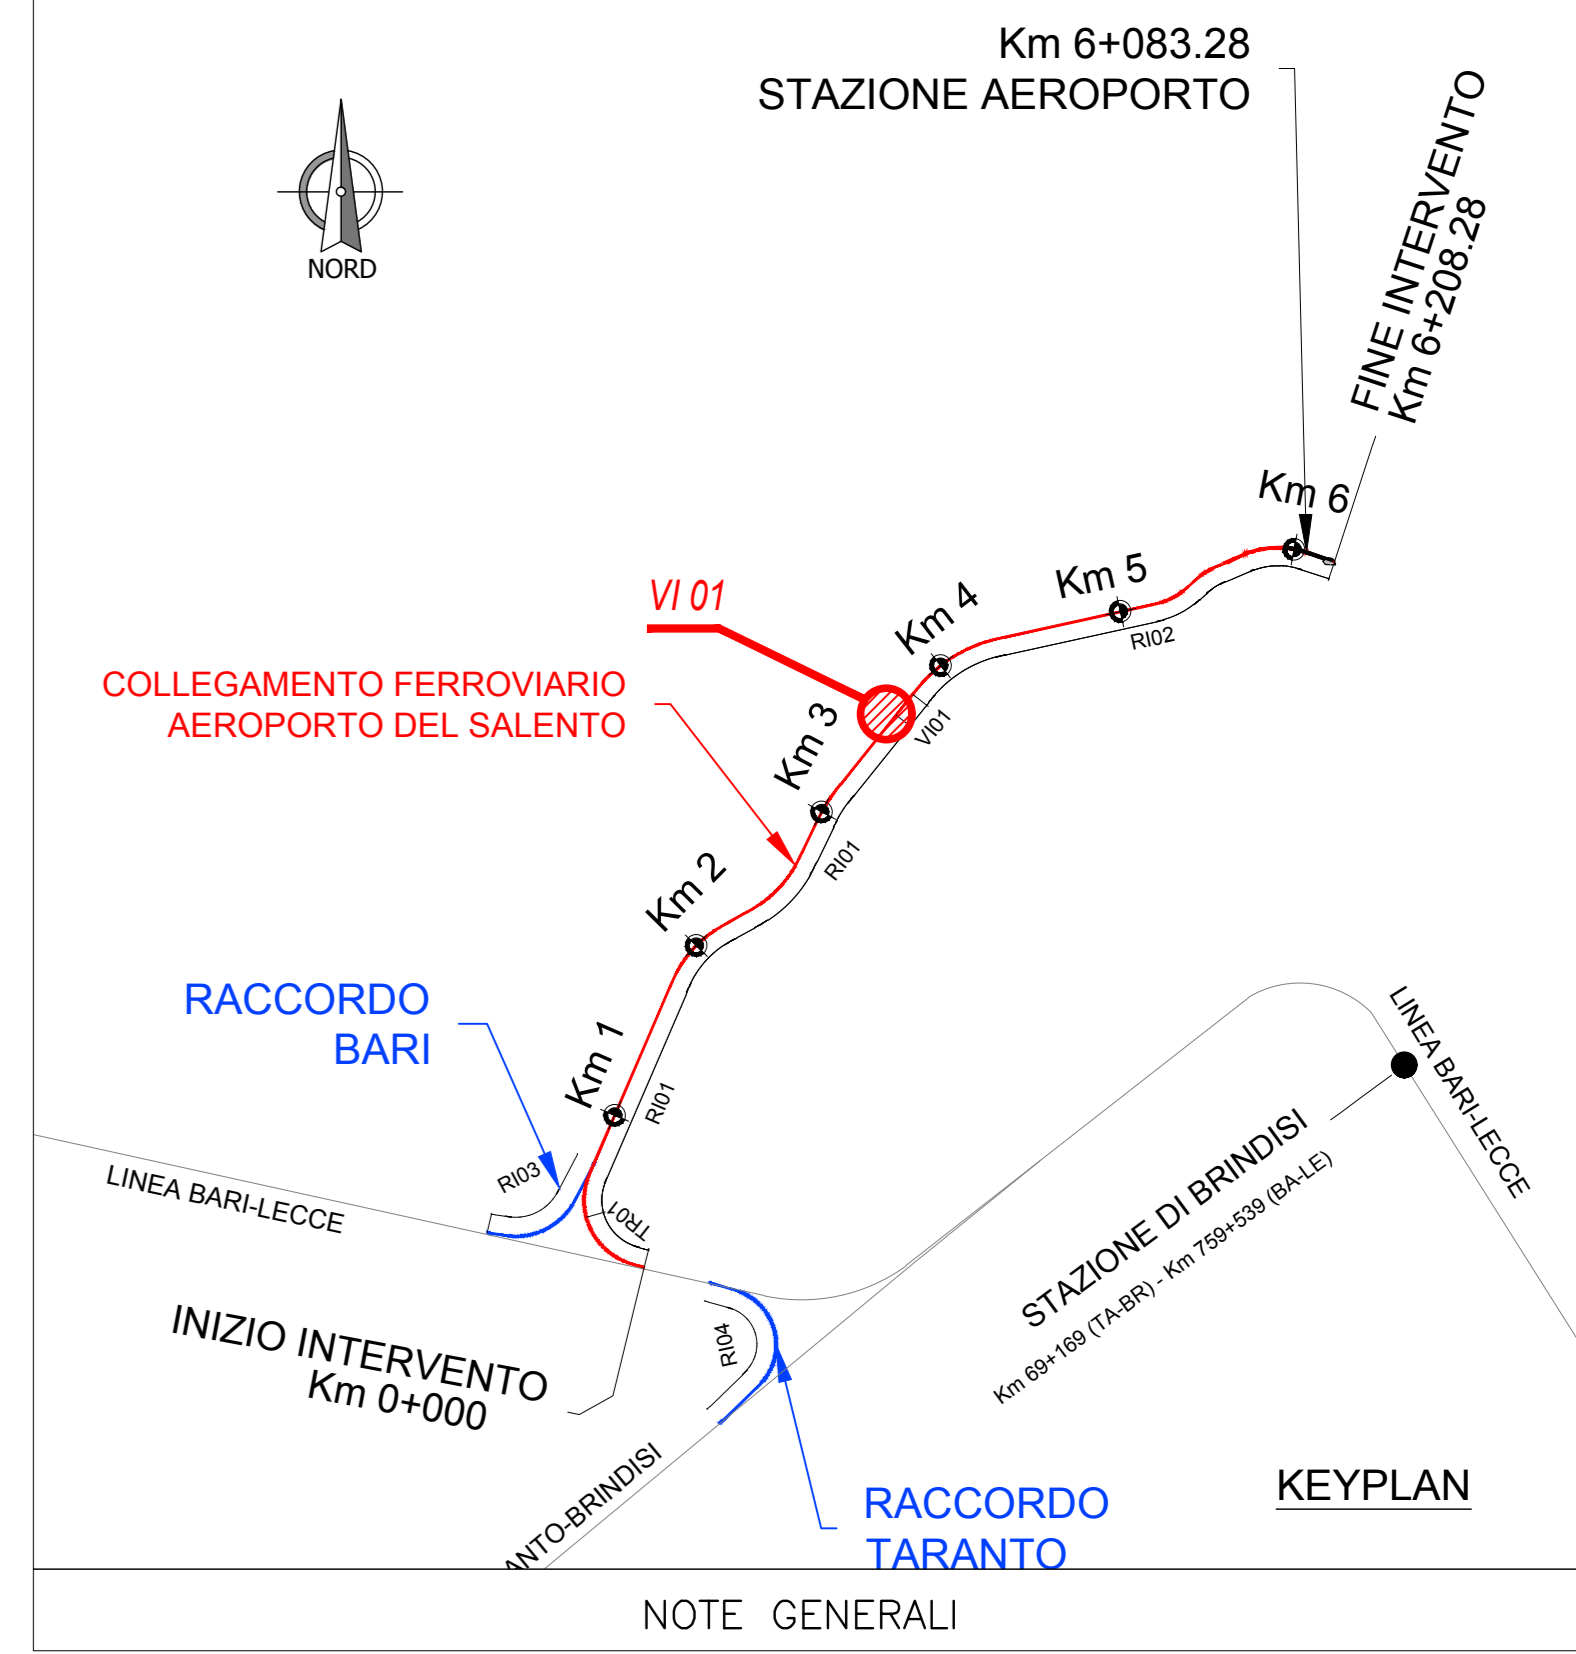 Km 6+083.28
STAZIONE AEROPORTO
FINE INTERVENTO
Km 6+208.28
NORD
Km 6
VI 01
Km 5
Km 4
RI02
COLLEGAMENTO FERROVIARIO
AEROPORTO DEL SALENTO
Km 3
VI01
RI01
Km 2
RACCORDO
BARI
Km 1
RI01
LINEA BARI-LECCE
RI03
LINEA BARI-LECCE
TR01
STAZIONE DI BRINDISI
Km 69+169 (TA-BR) - Km 759+539 (BA-LE)
INIZIO INTERVENTO
Km 0+000
RI04
ANTO-BRINDISI
RACCORDO
TARANTO
KEYPLAN
NOTE GENERALI